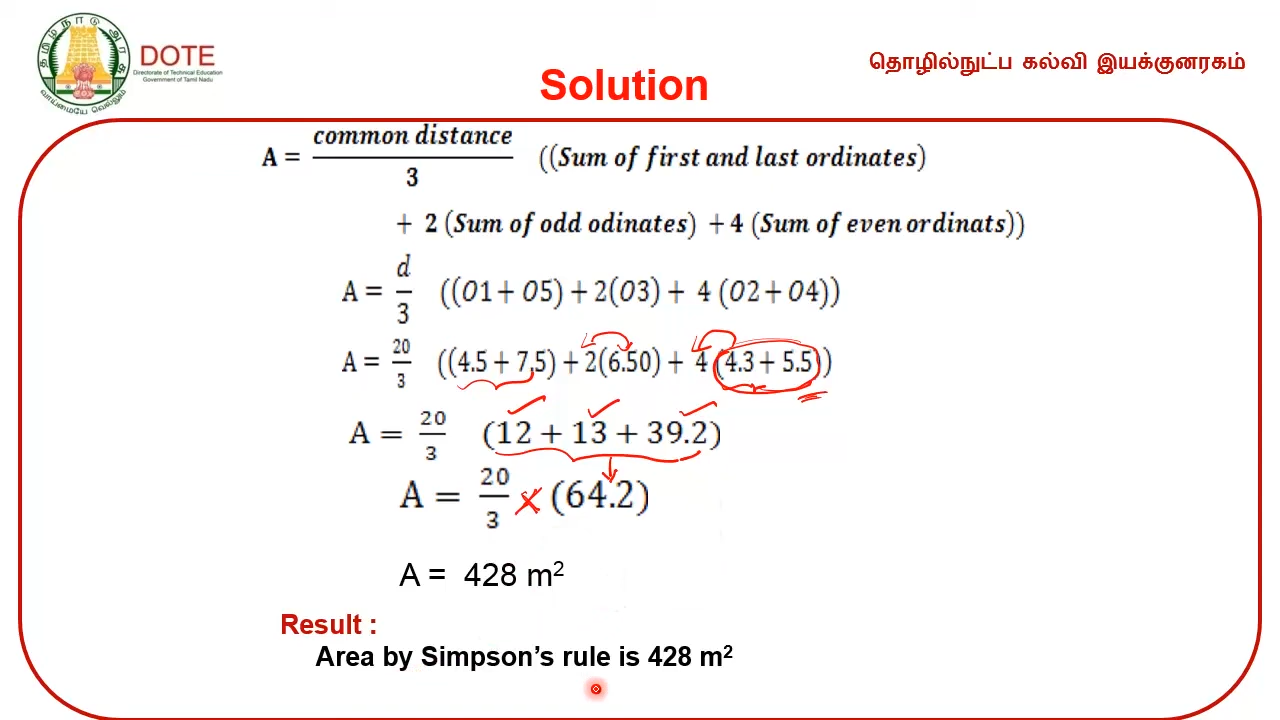 தமிழ்நாடு அரசு
வாய்மையே வெல்லும்
DOTE
Directorate of Technical Education
Government of Tamil Nadu
தொழில்நுட்ப கல்வி இயக்குனரகம்
Solution
A = common distance / 3 ((Sum of first and last ordinates)
+ 2 (Sum of odd odinates) + 4 (Sum of even ordinats))
A = d/3 ((O1 + O5) + 2(O3) + 4 (O2 + O4))
A = 20/3 ((4.5 + 7.5) + 2(6.50) + 4 (4.3 + 5.5))
A = 20/3 (12 + 13 + 39.2)
A = 20/3 × (64.2)
A = 428 m²
Result :
Area by Simpson’s rule is 428 m²